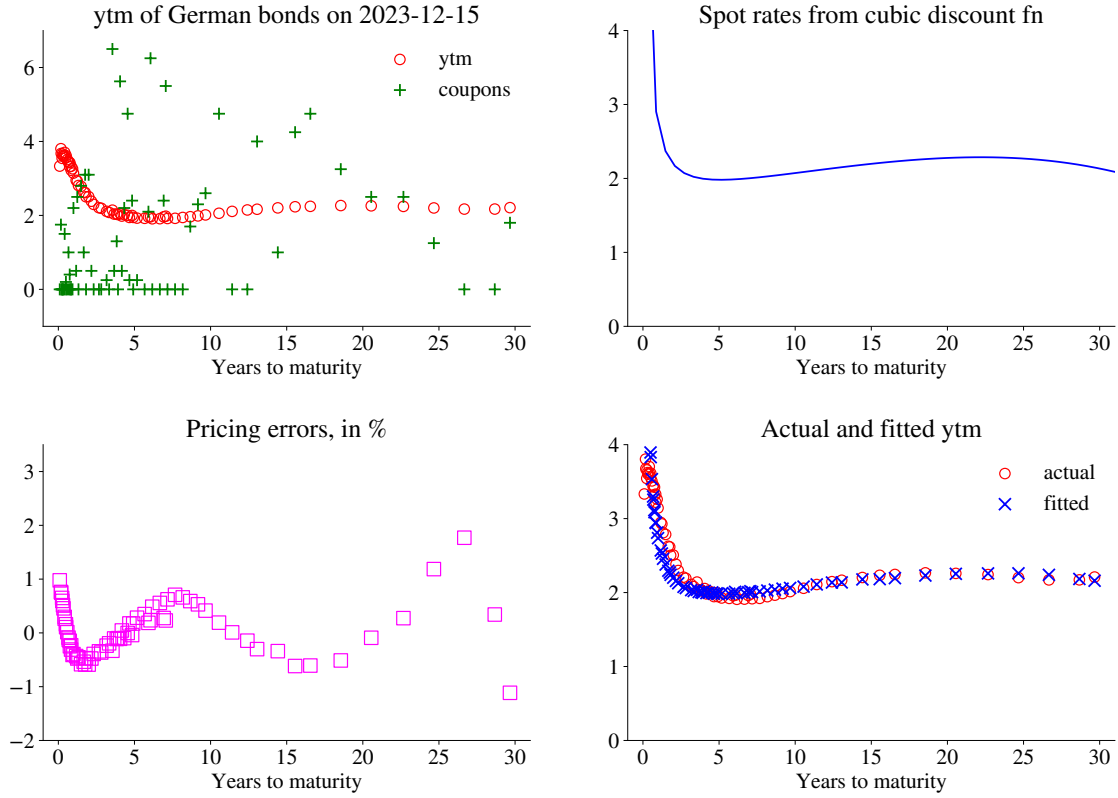 ytm of German bonds on 2023-12-15
ytm
coupons
6
4
2
0
0 5 10 15 20 25 30
Years to maturity
Spot rates from cubic discount fn
4
3
2
1
0
0 5 10 15 20 25 30
Years to maturity
Pricing errors, in %
3
2
1
0
−1
−2
0 5 10 15 20 25 30
Years to maturity
Actual and fitted ytm
actual
fitted
4
3
2
1
0
0 5 10 15 20 25 30
Years to maturity